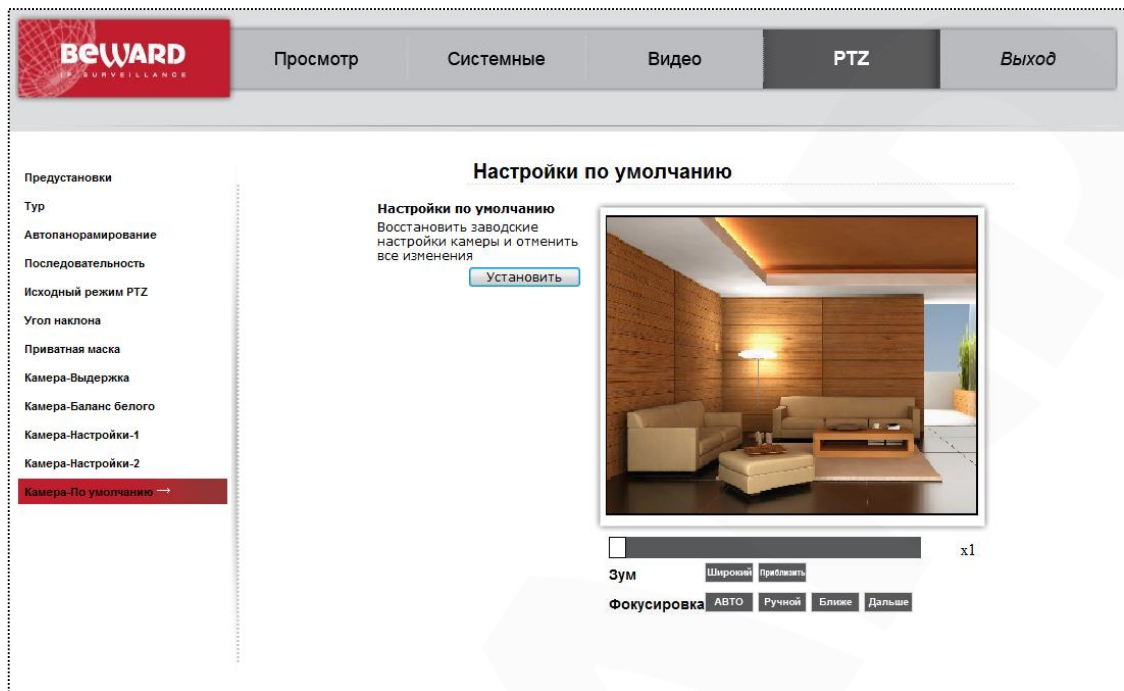 BEWARD
IP SURVEILLANCE
Просмотр
Системные
Видео
PTZ
Выход
Предустановки
Тур
Автопанорамирование
Последовательность
Исходный режим PTZ
Угол наклона
Приватная маска
Камера-Выдержка
Камера-Баланс белого
Камера-Настройки-1
Камера-Настройки-2
Камера-По умолчанию →
Настройки по умолчанию
Настройки по умолчанию
Восстановить заводские
настройки камеры и отменить
все изменения
Установить
x1
Зум
Широкий
Приблизить
Фокусировка
АВТО
Ручной
Ближе
Дальше